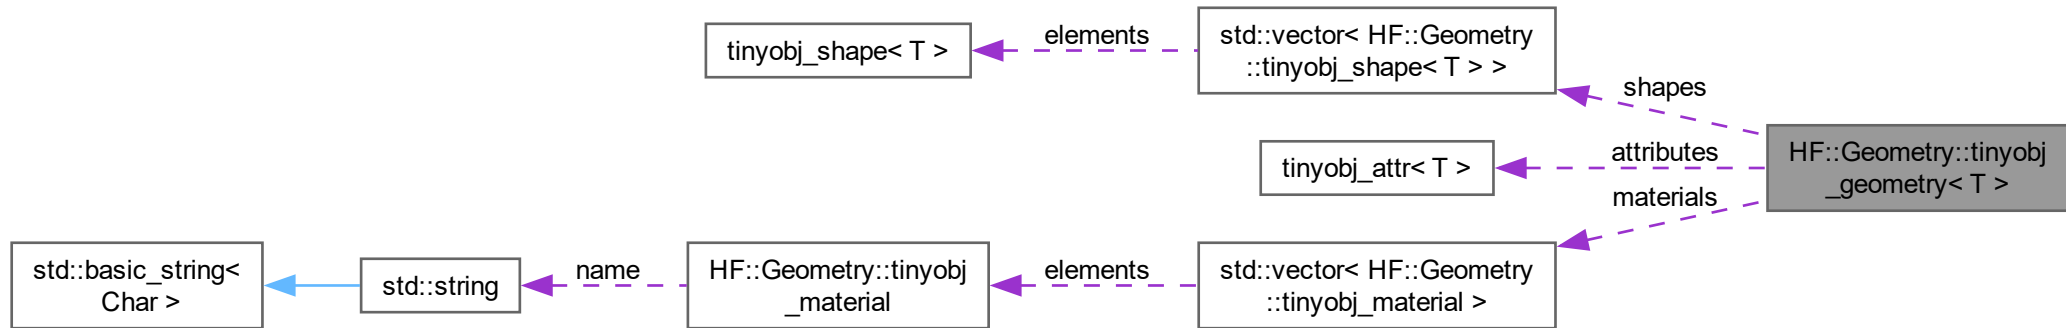 tinyobj_shape< T >
elements
std::vector< HF::Geometry
::tinyobj_shape< T > >
shapes
tinyobj_attr< T >
attributes
HF::Geometry::tinyobj
_geometry< T >
materials
std::basic_string<
Char >
std::string
name
HF::Geometry::tinyobj
_material
elements
std::vector< HF::Geometry
::tinyobj_material >